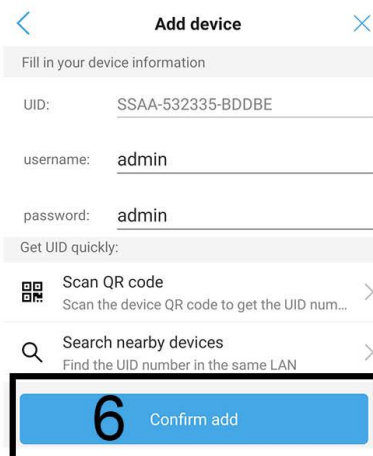 Add device
Fill in your device information
UID: SSAA-532335-BDDBE
username: admin
password: admin
Get UID quickly:
Scan QR code
Scan the device QR code to get the UID num...
Search nearby devices
Find the UID number in the same LAN
6 Confirm add